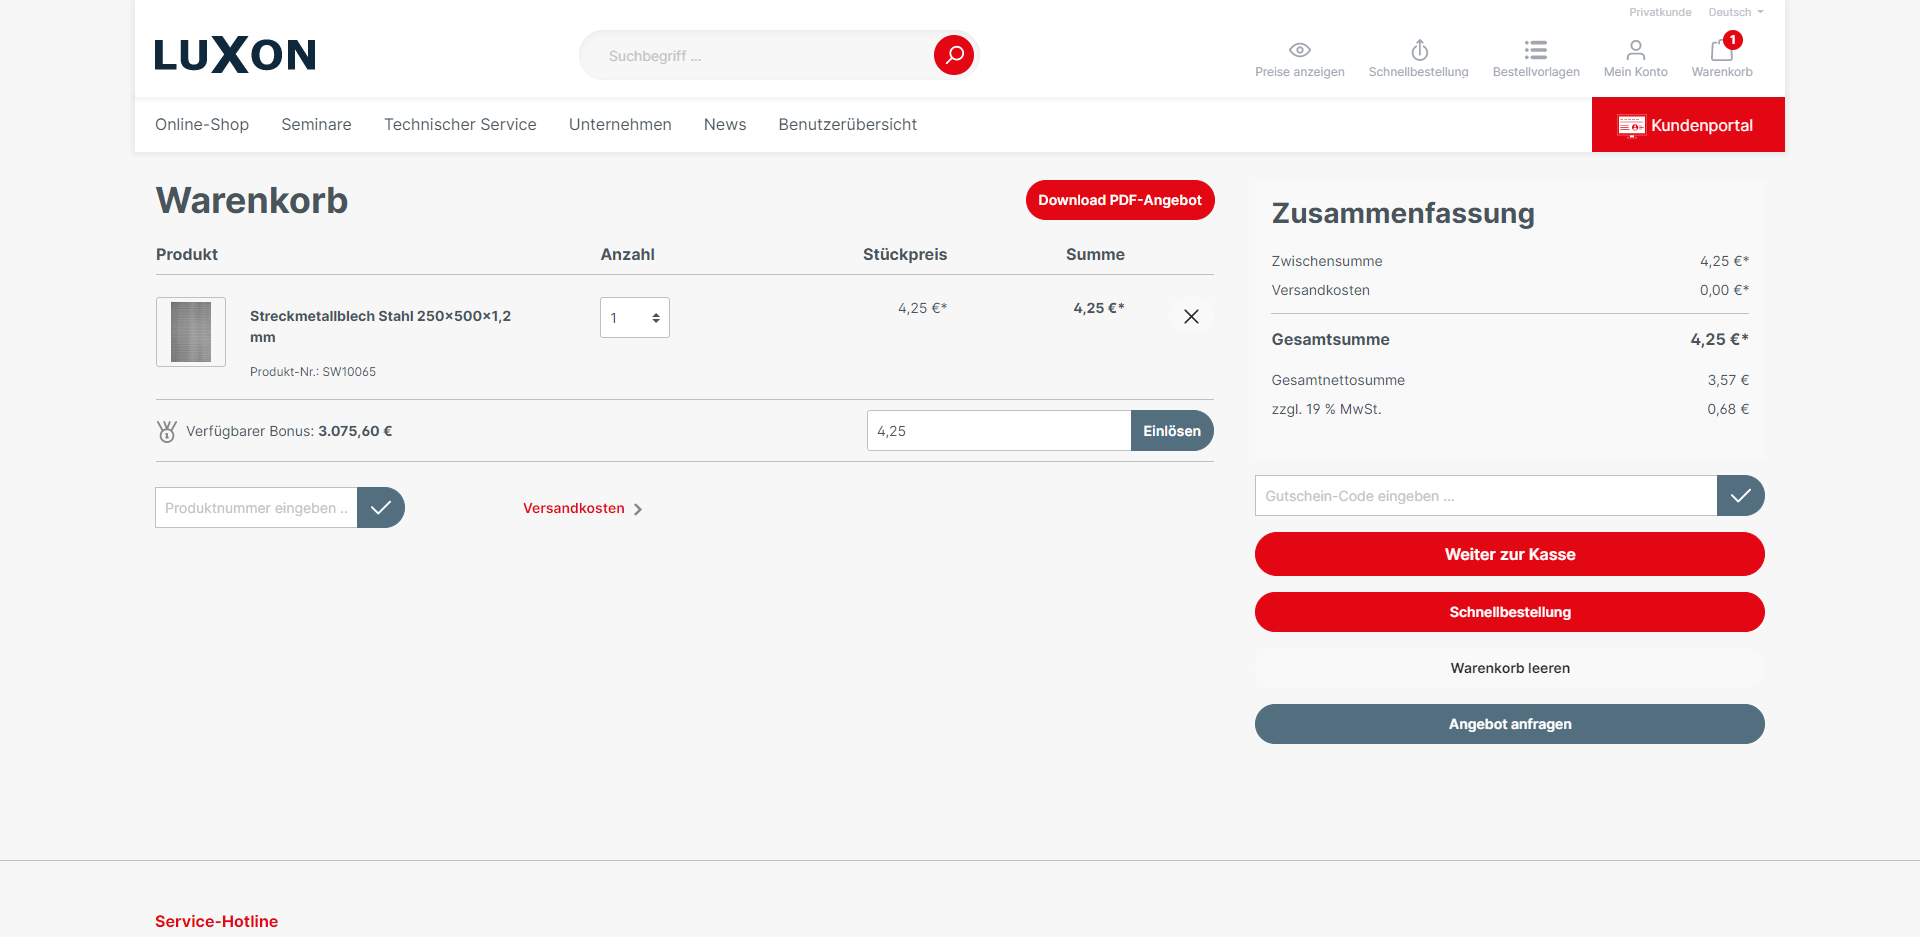 Privatkunde
Deutsch
LUXON
Suchbegriff ...
Preise anzeigen
Schnellbestellung
Bestellvorlagen
Mein Konto
1
Warenkorb
Online-Shop
Seminare
Technischer Service
Unternehmen
News
Benutzerübersicht
Kundenportal
Warenkorb
Download PDF-Angebot
Produkt
Anzahl
Stückpreis
Summe
Streckmetallblech Stahl 250x500x1,2
mm
Produkt-Nr.: SW10065
1
4,25 €*
4,25 €*
Verfügbarer Bonus: 3.075,60 €
4,25
Einlösen
Produktnummer eingeben ..
Versandkosten
Zusammenfassung
Zwischensumme 4,25 €*
Versandkosten 0,00 €*
Gesamtsumme 4,25 €*
Gesamtnettosumme 3,57 €
zzgl. 19 % MwSt. 0,68 €
Gutschein-Code eingeben ...
Weiter zur Kasse
Schnellbestellung
Warenkorb leeren
Angebot anfragen
Service-Hotline